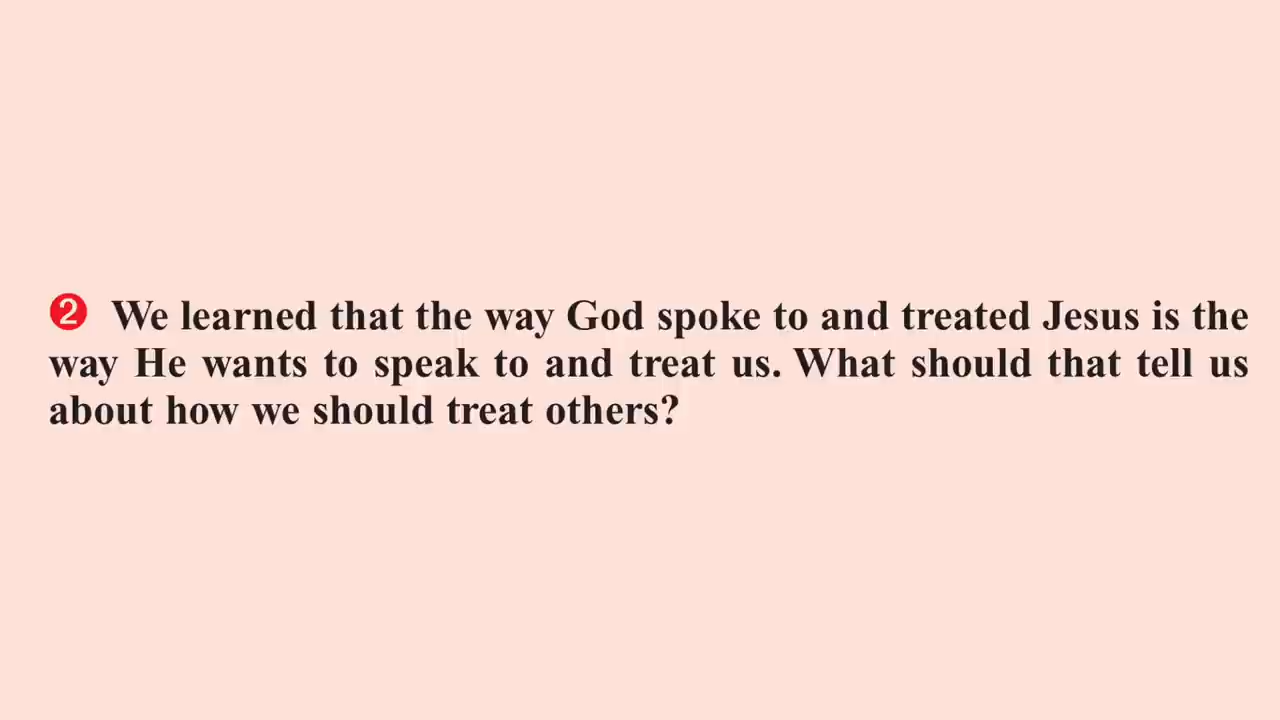 ❷ We learned that the way God spoke to and treated Jesus is the
way He wants to speak to and treat us. What should that tell us
about how we should treat others?